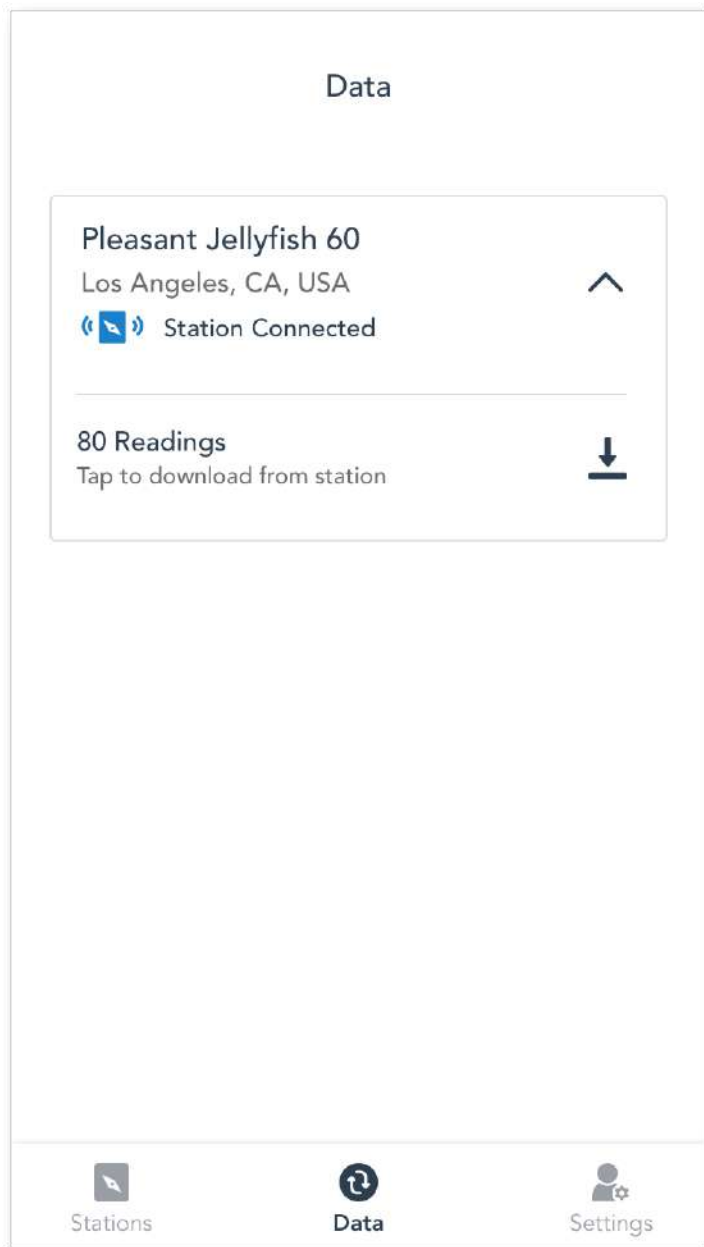 Data
Pleasant Jellyfish 60
Los Angeles, CA, USA
Station Connected
80 Readings
Tap to download from station
Stations
Data
Settings